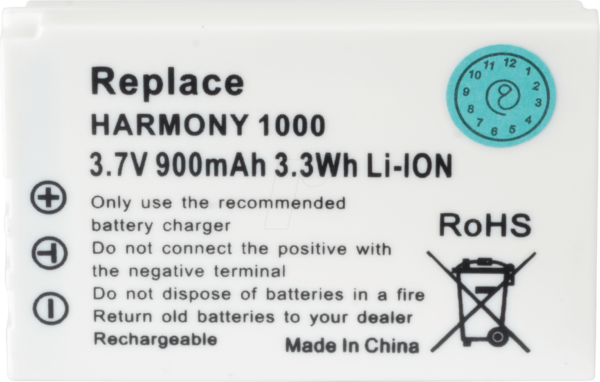 Replace
HARMONY 1000
3.7V 900mAh 3.3Wh Li-ION
Only use the recommended
battery charger
Do not connect the positive with
the negative terminal
Do not dispose of batteries in a fire
Return old batteries to your dealer
Rechargeable
Made In China
RoHS
+
T
−
12
1
2
3
4
5
6
7
8
9
10
11